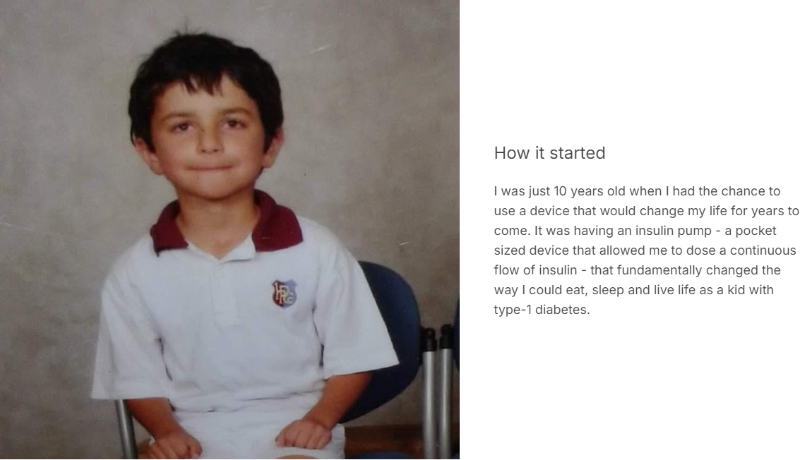 How it started
I was just 10 years old when I had the chance to
use a device that would change my life for years to
come. It was having an insulin pump - a pocket
sized device that allowed me to dose a continuous
flow of insulin - that fundamentally changed the
way I could eat, sleep and live life as a kid with
type-1 diabetes.